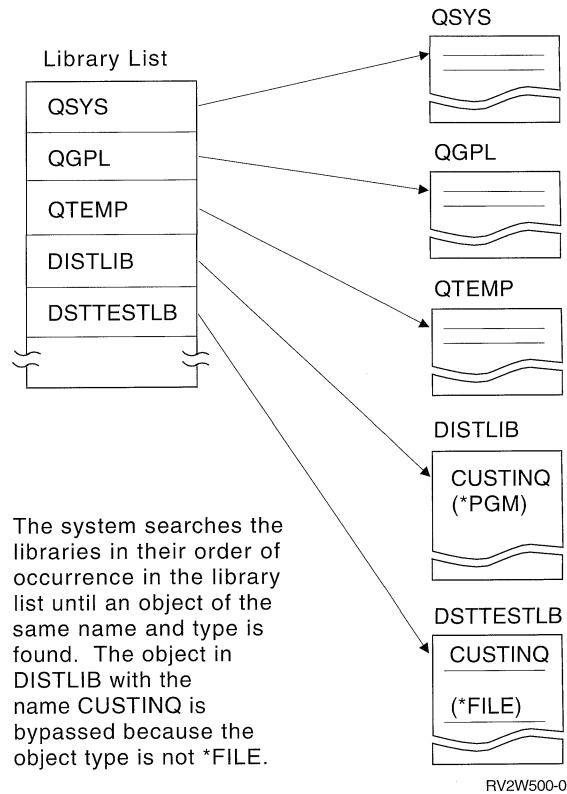 Library List
QSYS
QGPL
QTEMP
DISTLIB
DSTTESTLB
QSYS
QGPL
QTEMP
DISTLIB
CUSTINQ
(*PGM)
DSTTESTLB
CUSTINQ
(*FILE)
The system searches the
libraries in their order of
occurrence in the library
list until an object of the
same name and type is
found. The object in
DISTLIB with the
name CUSTINQ is
bypassed because the
object type is not *FILE.
RV2W500-0